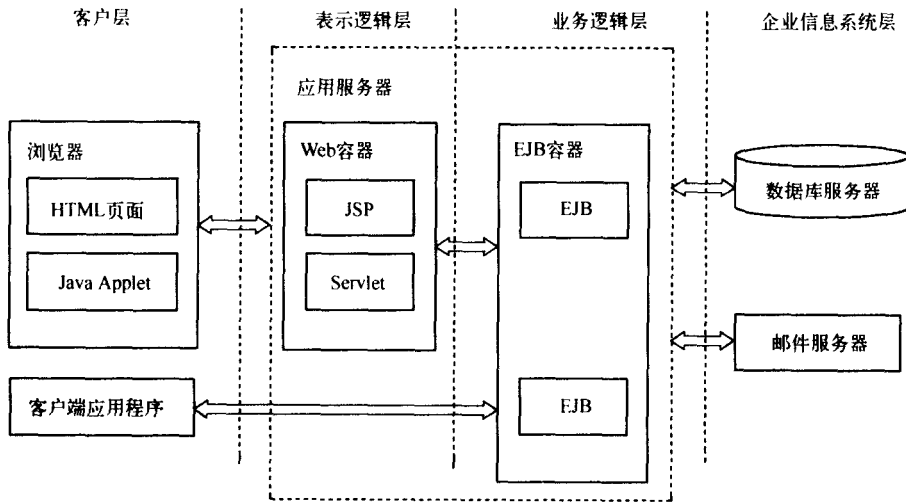 客户层
表示逻辑层
业务逻辑层
企业信息系统层
应用服务器
浏览器
HTML页面
Java Applet
Web容器
JSP
Servlet
EJB容器
EJB
数据库服务器
邮件服务器
客户端应用程序
EJB